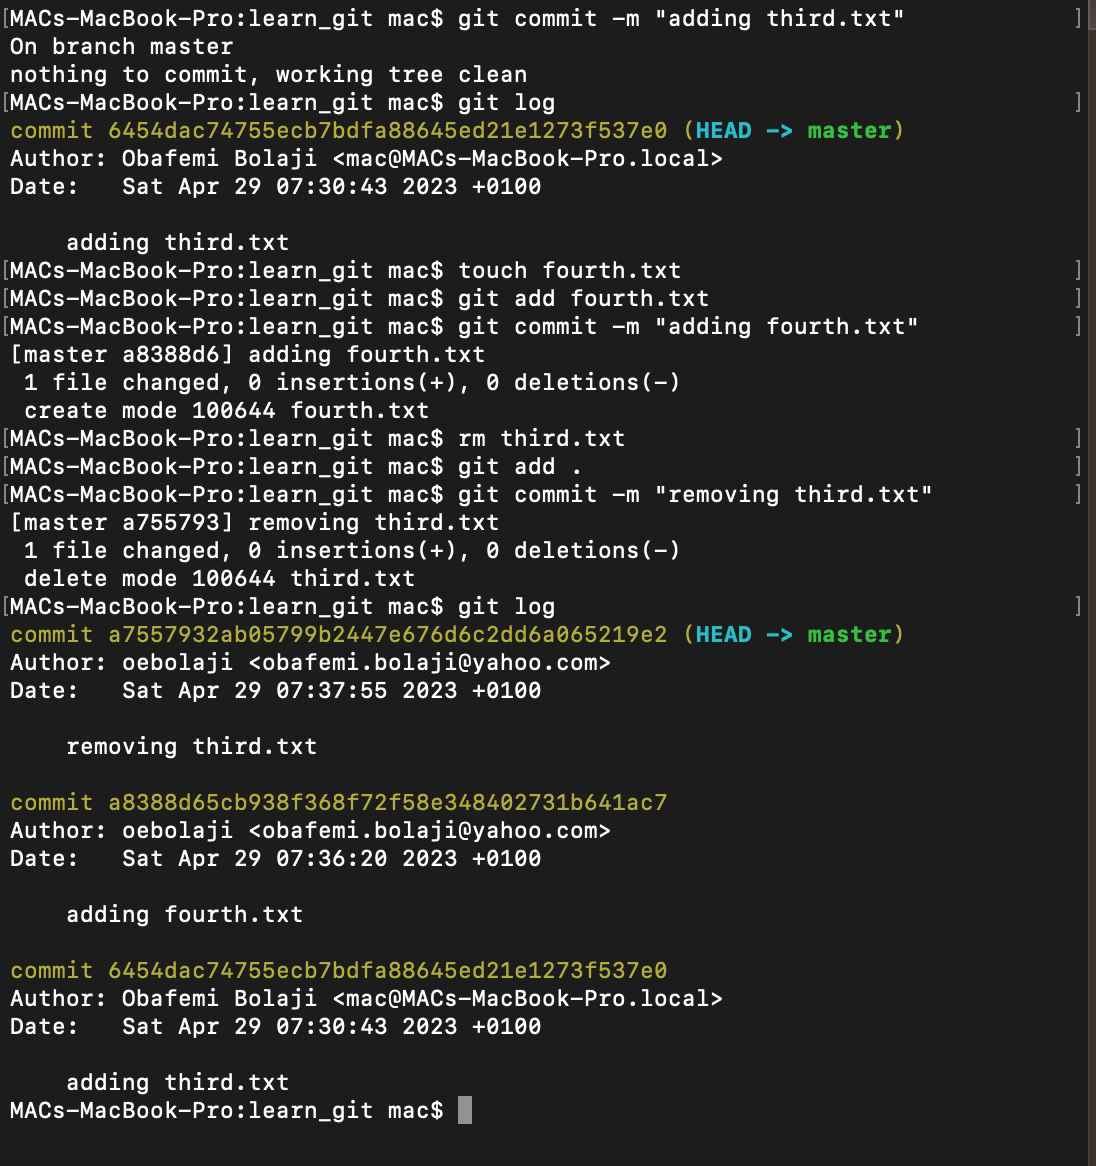 [MACs-MacBook-Pro:learn_git mac$ git commit -m "adding third.txt" ]
On branch master
nothing to commit, working tree clean
[MACs-MacBook-Pro:learn_git mac$ git log ]
commit 6454dac74755ecb7bdfa88645ed21e1273f537e0 (HEAD -> master)
Author: Obafemi Bolaji <mac@MACs-MacBook-Pro.local>
Date:   Sat Apr 29 07:30:43 2023 +0100
    adding third.txt
[MACs-MacBook-Pro:learn_git mac$ touch fourth.txt ]
[MACs-MacBook-Pro:learn_git mac$ git add fourth.txt ]
[MACs-MacBook-Pro:learn_git mac$ git commit -m "adding fourth.txt" ]
[master a8388d6] adding fourth.txt
 1 file changed, 0 insertions(+), 0 deletions(-)
 create mode 100644 fourth.txt
[MACs-MacBook-Pro:learn_git mac$ rm third.txt ]
[MACs-MacBook-Pro:learn_git mac$ git add . ]
[MACs-MacBook-Pro:learn_git mac$ git commit -m "removing third.txt" ]
[master a755793] removing third.txt
 1 file changed, 0 insertions(+), 0 deletions(-)
 delete mode 100644 third.txt
[MACs-MacBook-Pro:learn_git mac$ git log ]
commit a7557932ab05799b2447e676d6c2dd6a065219e2 (HEAD -> master)
Author: oebolaji <obafemi.bolaji@yahoo.com>
Date:   Sat Apr 29 07:37:55 2023 +0100
    removing third.txt
commit a8388d65cb938f368f72f58e348402731b641ac7
Author: oebolaji <obafemi.bolaji@yahoo.com>
Date:   Sat Apr 29 07:36:20 2023 +0100
    adding fourth.txt
commit 6454dac74755ecb7bdfa88645ed21e1273f537e0
Author: Obafemi Bolaji <mac@MACs-MacBook-Pro.local>
Date:   Sat Apr 29 07:30:43 2023 +0100
    adding third.txt
MACs-MacBook-Pro:learn_git mac$